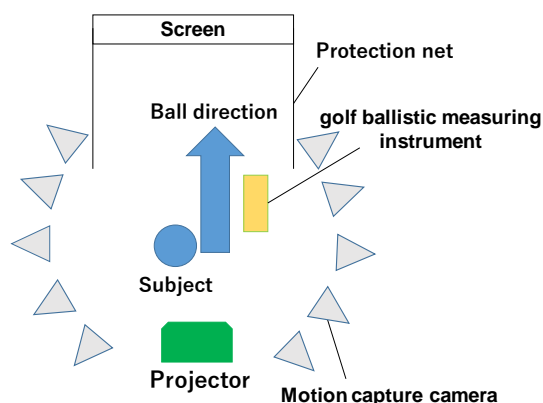 Screen
Protection net
Ball direction
golf ballistic measuring
instrument
Subject
Projector
Motion capture camera